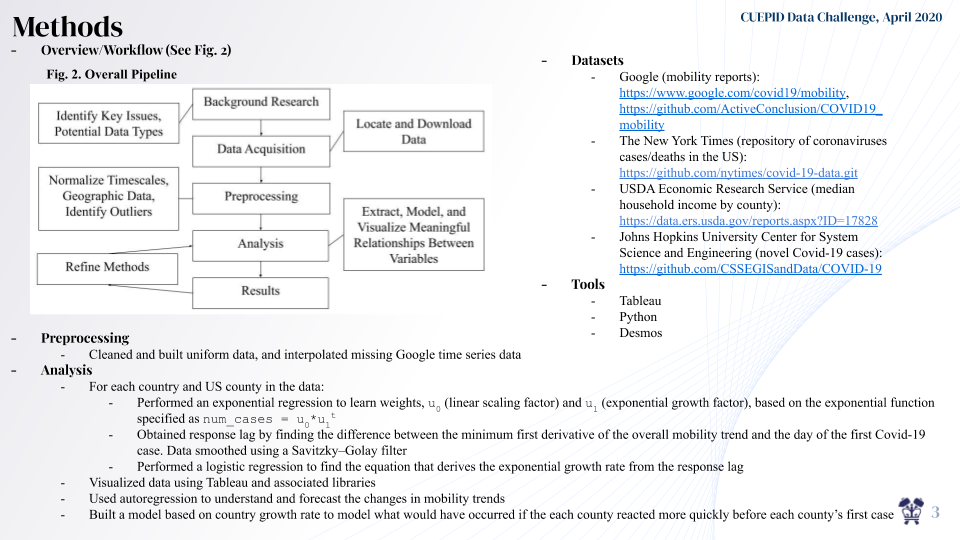 Methods
CUEPID Data Challenge, April 2020
- Overview/Workflow (See Fig. 2)
Fig. 2. Overall Pipeline
Background Research
Identify Key Issues,
Potential Data Types
Locate and Download
Data
Data Acquisition
Normalize Timescales,
Geographic Data,
Identify Outliers
Preprocessing
Extract, Model, and
Visualize Meaningful
Relationships Between
Variables
Analysis
Refine Methods
Results
- Datasets
- Google (mobility reports):
https://www.google.com/covid19/mobility,
https://github.com/ActiveConclusion/COVID19_
mobility
- The New York Times (repository of coronaviruses
cases/deaths in the US):
https://github.com/nytimes/covid-19-data.git
- USDA Economic Research Service (median
household income by county):
https://data.ers.usda.gov/reports.aspx?ID=17828
- Johns Hopkins University Center for System
Science and Engineering (novel Covid-19 cases):
https://github.com/CSSEGISandData/COVID-19
- Tools
- Tableau
- Python
- Desmos
- Preprocessing
- Cleaned and built uniform data, and interpolated missing Google time series data
- Analysis
- For each country and US county in the data:
- Performed an exponential regression to learn weights, u0 (linear scaling factor) and u1 (exponential growth factor), based on the exponential function
specified as num_cases = u0*u1^t
- Obtained response lag by finding the difference between the minimum first derivative of the overall mobility trend and the day of the first Covid-19
case. Data smoothed using a Savitzky–Golay filter
- Performed a logistic regression to find the equation that derives the exponential growth rate from the response lag
- Visualized data using Tableau and associated libraries
- Used autoregression to understand and forecast the changes in mobility trends
- Built a model based on country growth rate to model what would have occurred if the each county reacted more quickly before each county's first case
3